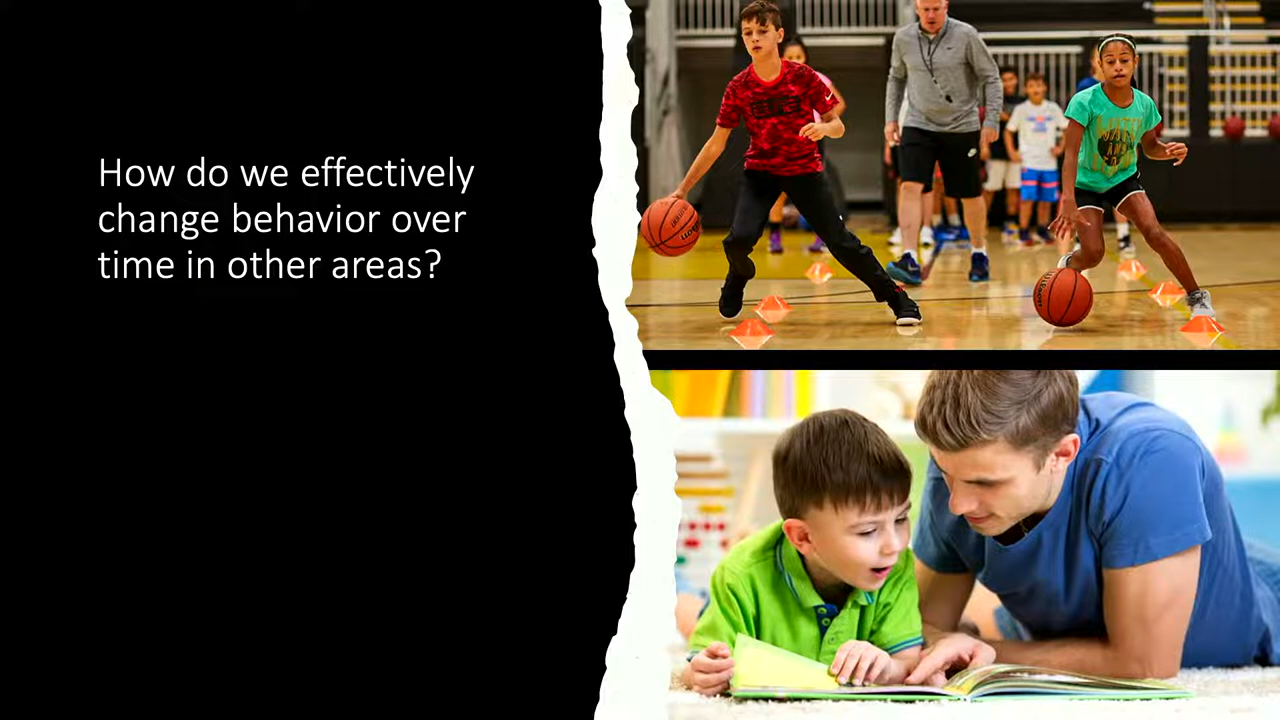 How do we effectively
change behavior over
time in other areas?